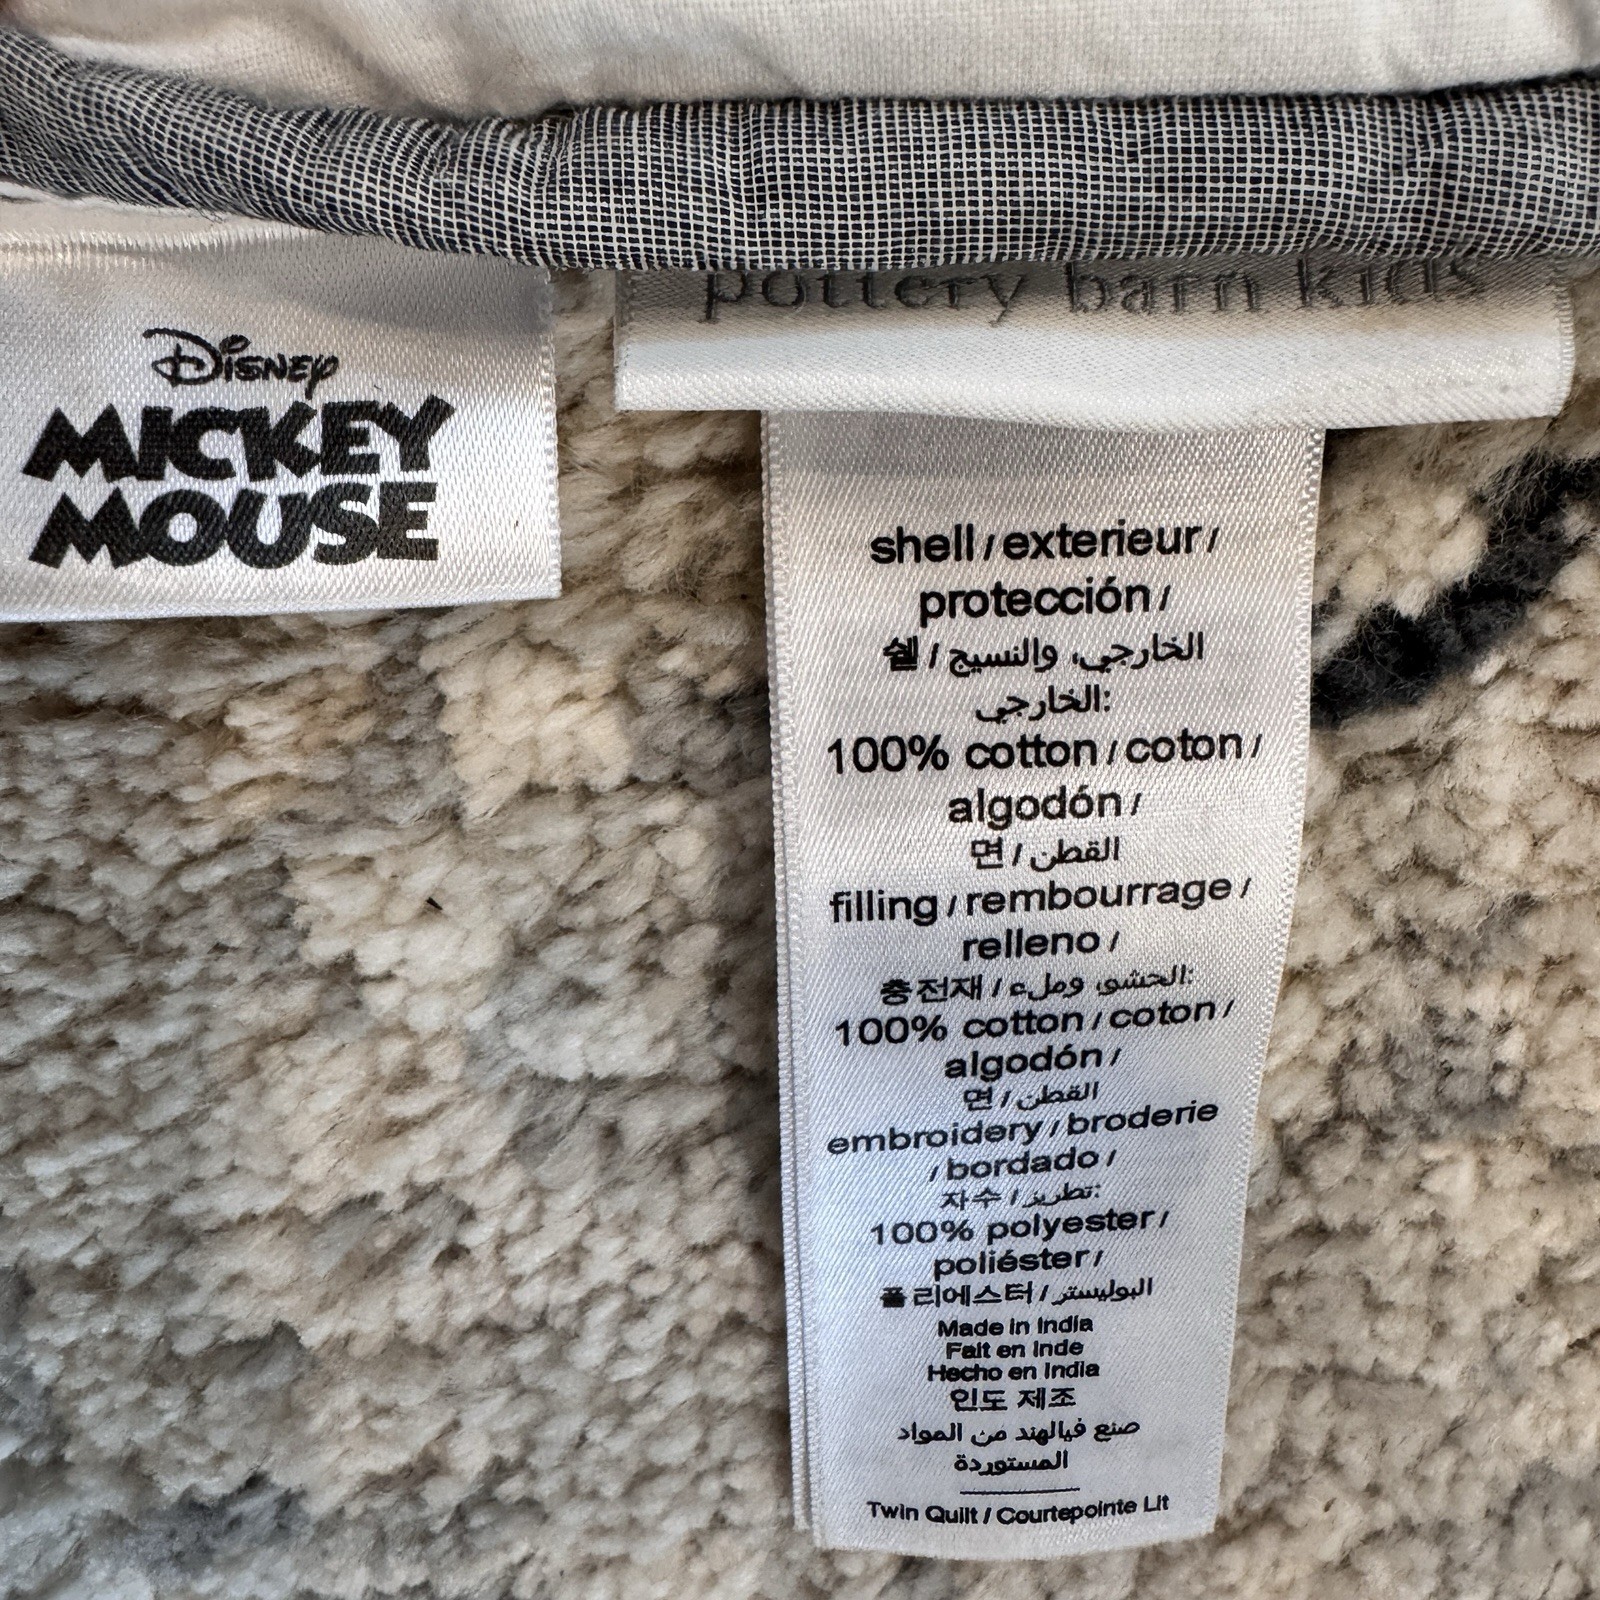 Disney
MICKEY
MOUSE
pottery barn kids
shell / exterieur /
protección /
쉘 / الخارجي، والنسيج
الخارجي:
100% cotton / coton /
algodón /
면 / القطن
filling / rembourrage /
relleno /
충전재 / الحشو، وملء:
100% cotton / coton /
algodón /
면 / القطن
embroidery / broderie
/ bordado /
자수 / تطريز:
100% polyester /
poliéster /
폴리에스터 / البوليستر
Made in India
Fait en Inde
Hecho en India
인도 제조
صنع فيالهند من المواد
المستوردة
Twin Quilt / Courtepointe Lit